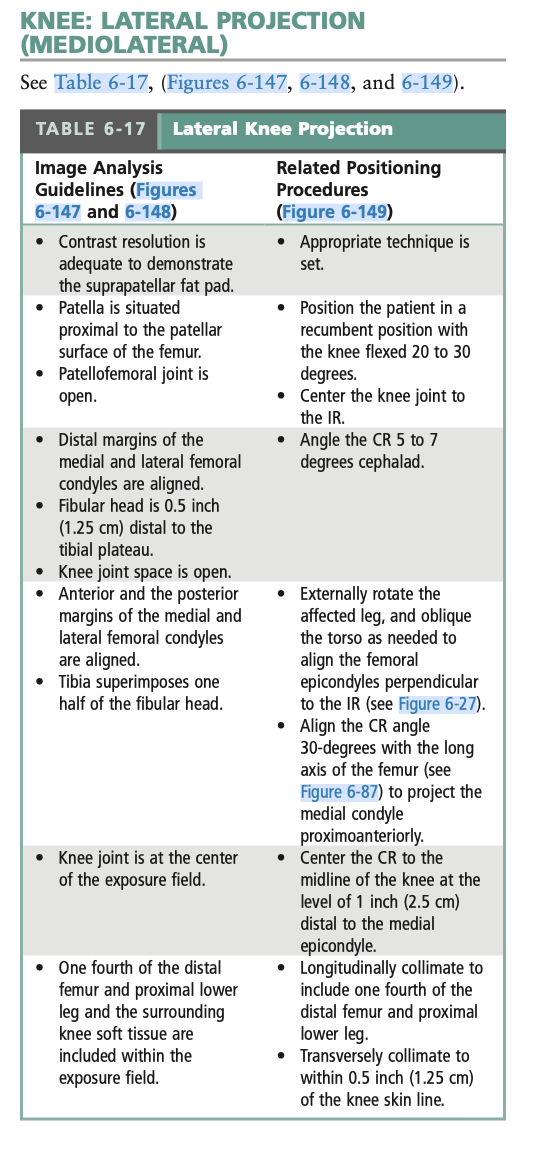 KNEE: LATERAL PROJECTION
(MEDIOLATERAL)
See Table 6-17, (Figures 6-147, 6-148, and 6-149).
TABLE 6-17 Lateral Knee Projection
Image Analysis
Guidelines (Figures
6-147 and 6-148)
Related Positioning
Procedures
(Figure 6-149)
• Contrast resolution is
adequate to demonstrate
the suprapatellar fat pad.
• Appropriate technique is
set.
• Patella is situated
proximal to the patellar
surface of the femur.
• Patellofemoral joint is
open.
• Position the patient in a
recumbent position with
the knee flexed 20 to 30
degrees.
• Center the knee joint to
the IR.
• Distal margins of the
medial and lateral femoral
condyles are aligned.
• Fibular head is 0.5 inch
(1.25 cm) distal to the
tibial plateau.
• Knee joint space is open.
• Angle the CR 5 to 7
degrees cephalad.
• Anterior and the posterior
margins of the medial and
lateral femoral condyles
are aligned.
• Tibia superimposes one
half of the fibular head.
• Externally rotate the
affected leg, and oblique
the torso as needed to
align the femoral
epicondyles perpendicular
to the IR (see Figure 6-27).
• Align the CR angle
30-degrees with the long
axis of the femur (see
Figure 6-87) to project the
medial condyle
proximoanteriorly.
• Knee joint is at the center
of the exposure field.
• Center the CR to the
midline of the knee at the
level of 1 inch (2.5 cm)
distal to the medial
epicondyle.
• One fourth of the distal
femur and proximal lower
leg and the surrounding
knee soft tissue are
included within the
exposure field.
• Longitudinally collimate to
include one fourth of the
distal femur and proximal
lower leg.
• Transversely collimate to
within 0.5 inch (1.25 cm)
of the knee skin line.